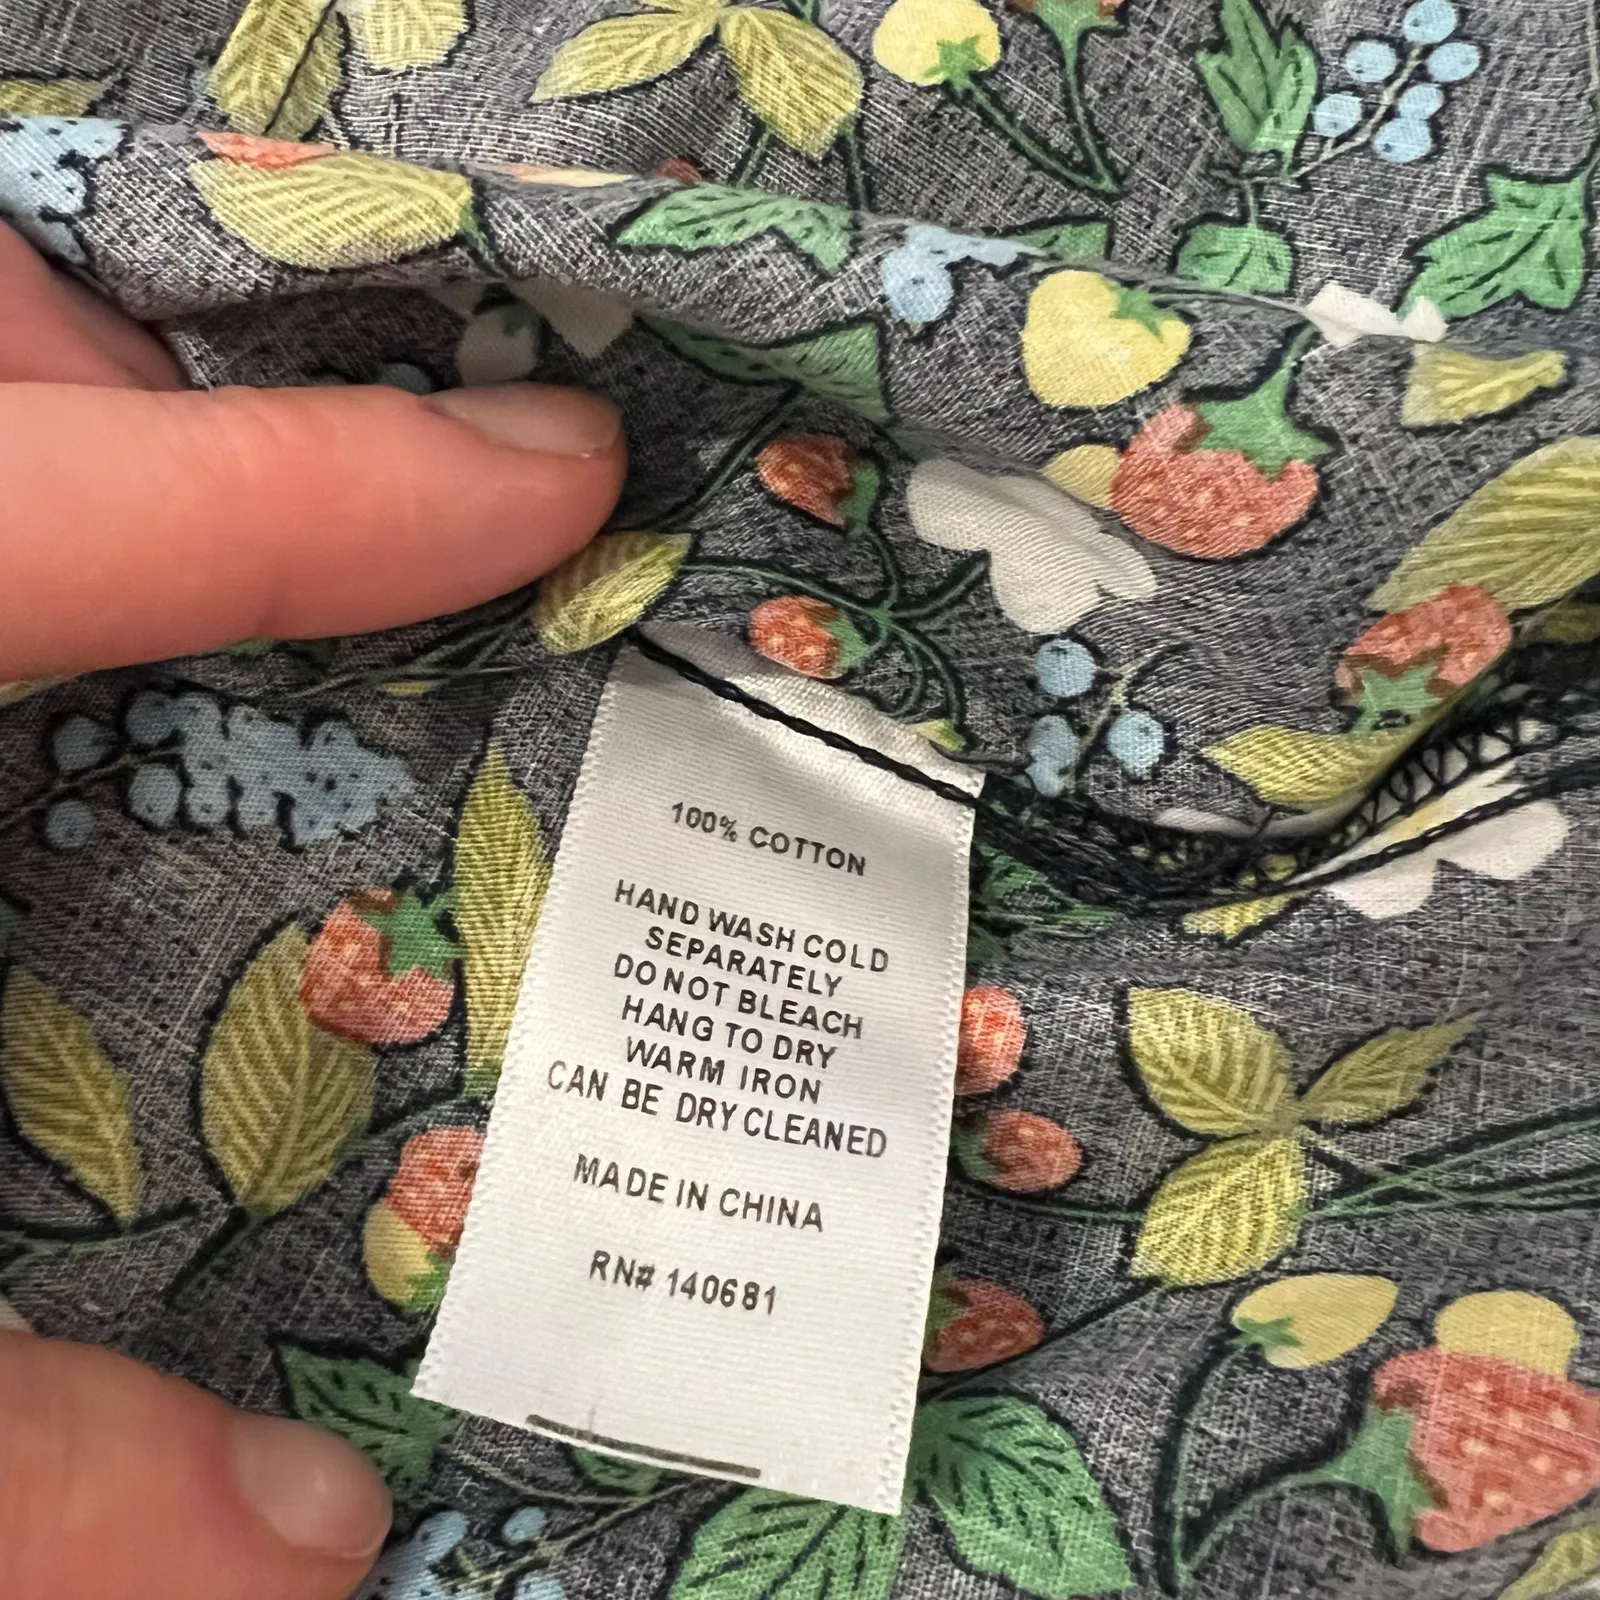 100% COTTON
HAND WASH COLD
SEPARATELY
DO NOT BLEACH
HANG TO DRY
WARM IRON
CAN BE DRY CLEANED
MADE IN CHINA
RN# 140681